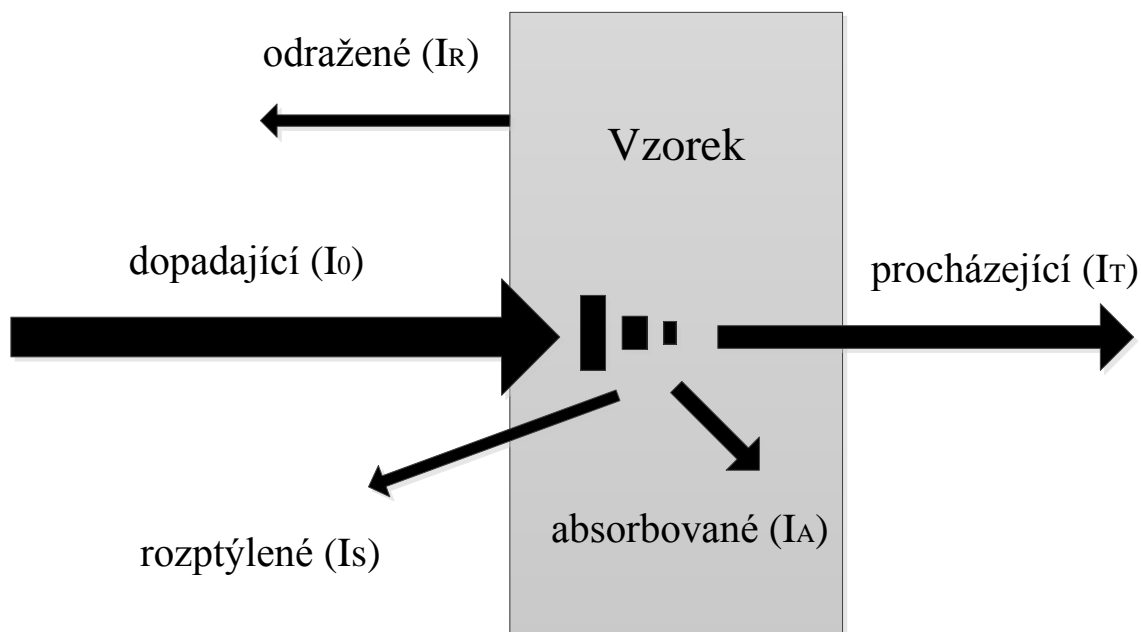 odražené (IR)
Vzorek
dopadající (I0)
procházející (IT)
absorbované (IA)
rozptýlené (Is)